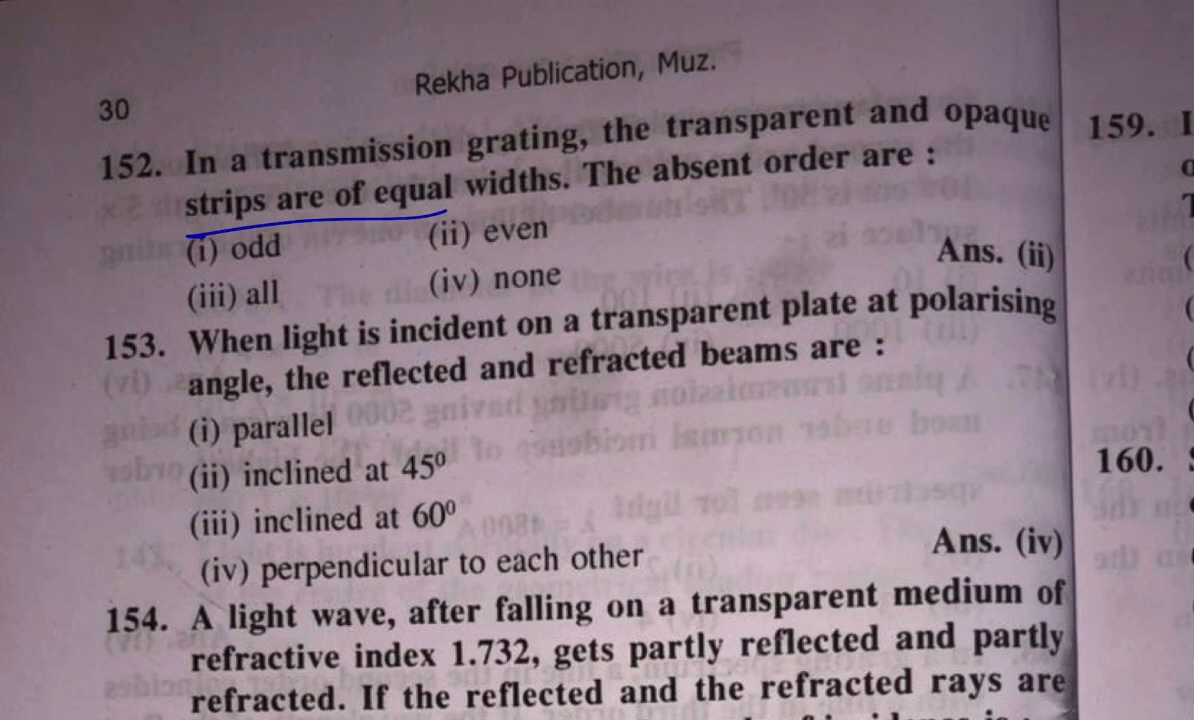 Rekha Publication, Muz.
30
152. In a transmission grating, the transparent and opaque
strips are of equal widths. The absent order are :
(i) odd (ii) even
(iii) all (iv) none Ans. (ii)
153. When light is incident on a transparent plate at polarising
angle, the reflected and refracted beams are :
(i) parallel
(ii) inclined at 45⁰
(iii) inclined at 60⁰
(iv) perpendicular to each other Ans. (iv)
154. A light wave, after falling on a transparent medium of
refractive index 1.732, gets partly reflected and partly
refracted. If the reflected and the refracted rays are
159. I
160.